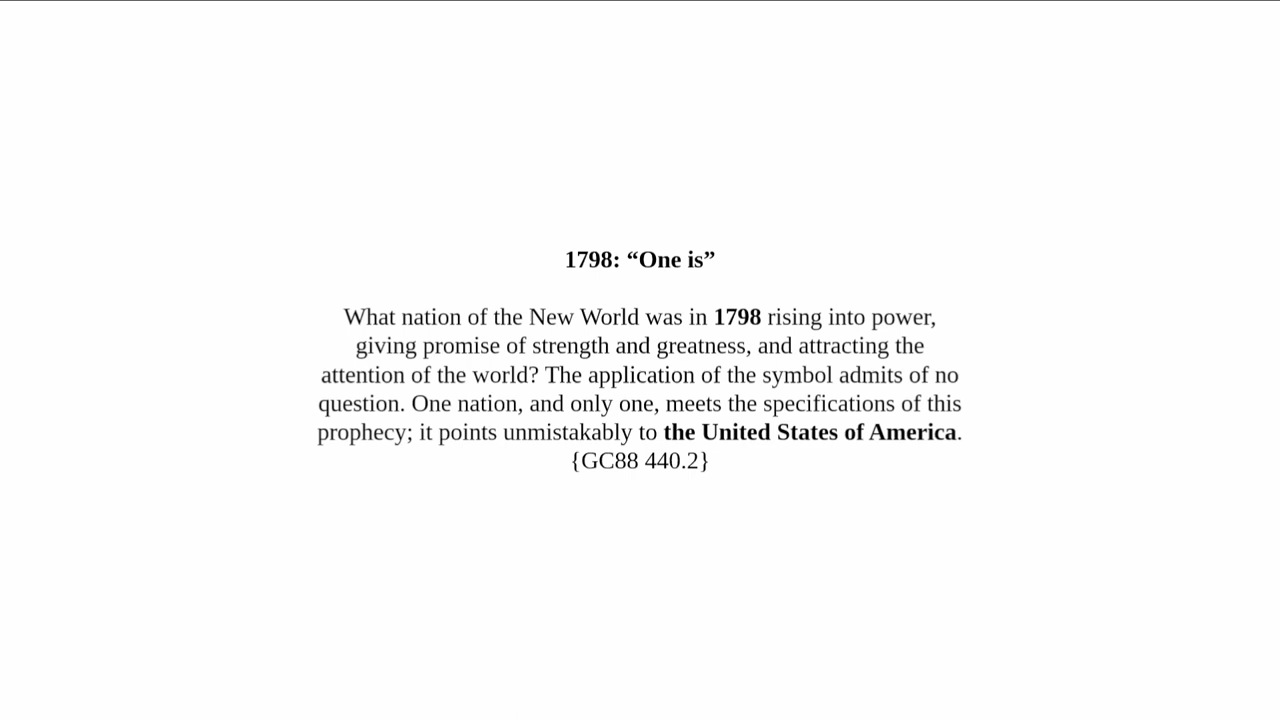 1798: “One is”
What nation of the New World was in 1798 rising into power,
giving promise of strength and greatness, and attracting the
attention of the world? The application of the symbol admits of no
question. One nation, and only one, meets the specifications of this
prophecy; it points unmistakably to the United States of America.
{GC88 440.2}